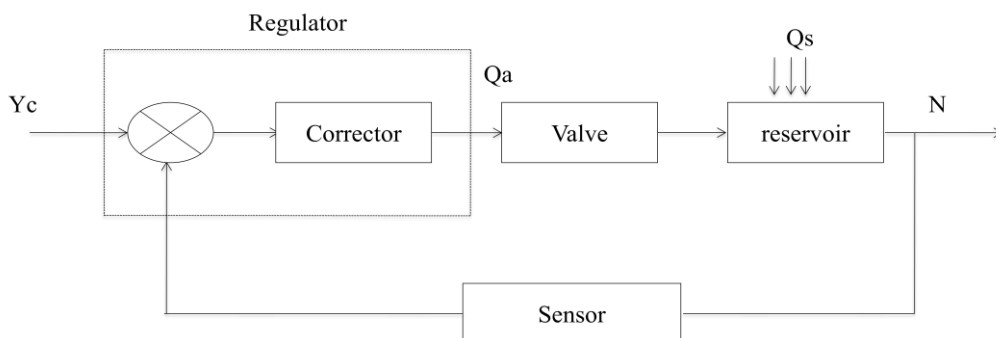 Regulator
Qs
Qa
Yc
N
Corrector
Valve
reservoir
Sensor